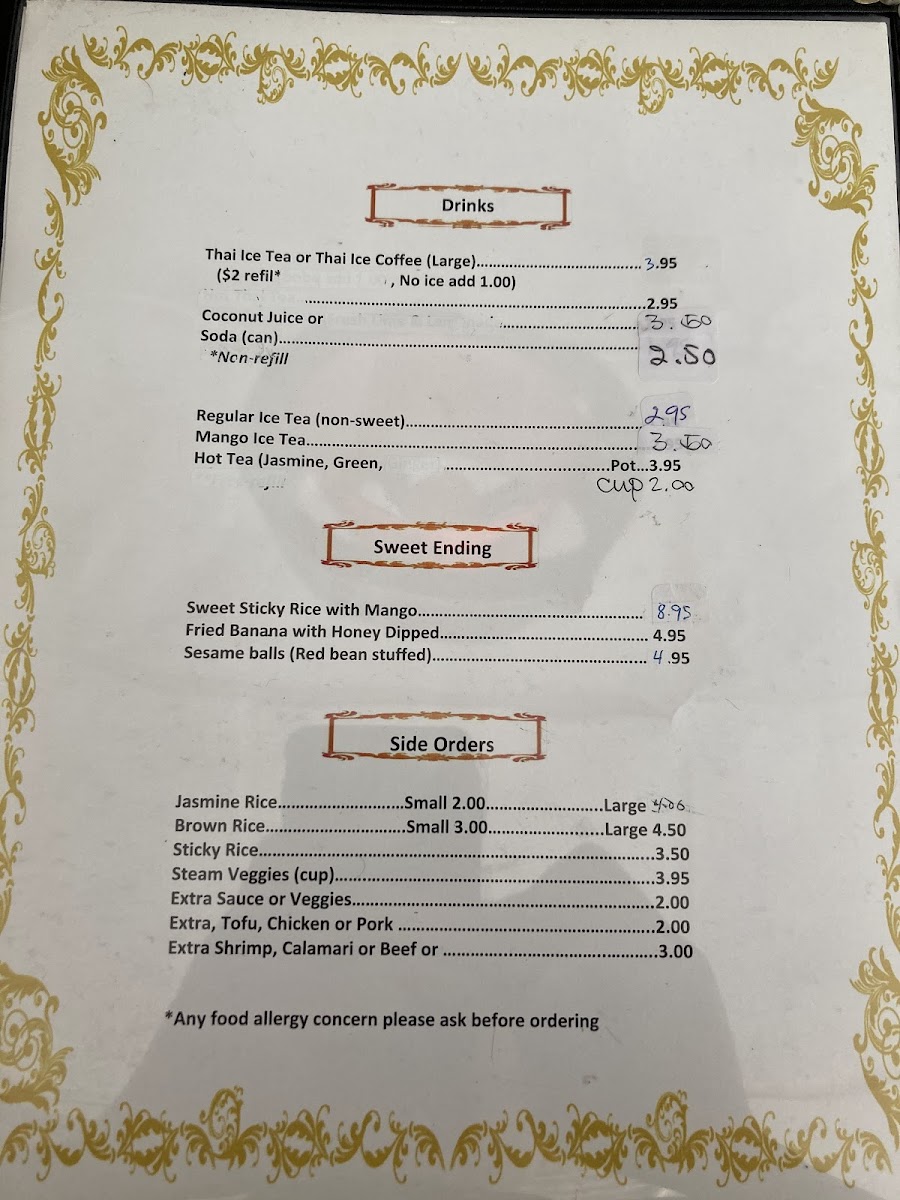 Drinks
Thai Ice Tea or Thai Ice Coffee (Large)............................................ 3.95
($2 refil* , No ice add 1.00)
............................................................................................2.95
Coconut Juice or ..................................... 3.50
Soda (can)............................................................................................ 2.50
*Non-refill
Regular Ice Tea (non-sweet)............................................................ 2.95
Mango Ice Tea..................................................................................... 3.50
Hot Tea (Jasmine, Green, ...........................................Pot...3.95
cup 2.00
Sweet Ending
Sweet Sticky Rice with Mango.......................................................... 8.95
Fried Banana with Honey Dipped..................................................... 4.95
Sesame balls (Red bean stuffed)....................................................... 4.95
Side Orders
Jasmine Rice................................Small 2.00..............................Large
Brown Rice...................................Small 3.00.............................Large 4.50
Sticky Rice.........................................................................................................3.50
Steam Veggies (cup)..................................................................................3.95
Extra Sauce or Veggies..............................................................................2.00
Extra, Tofu, Chicken or Pork ..................................................................2.00
Extra Shrimp, Calamari or Beef or ........................................................3.00
*Any food allergy concern please ask before ordering